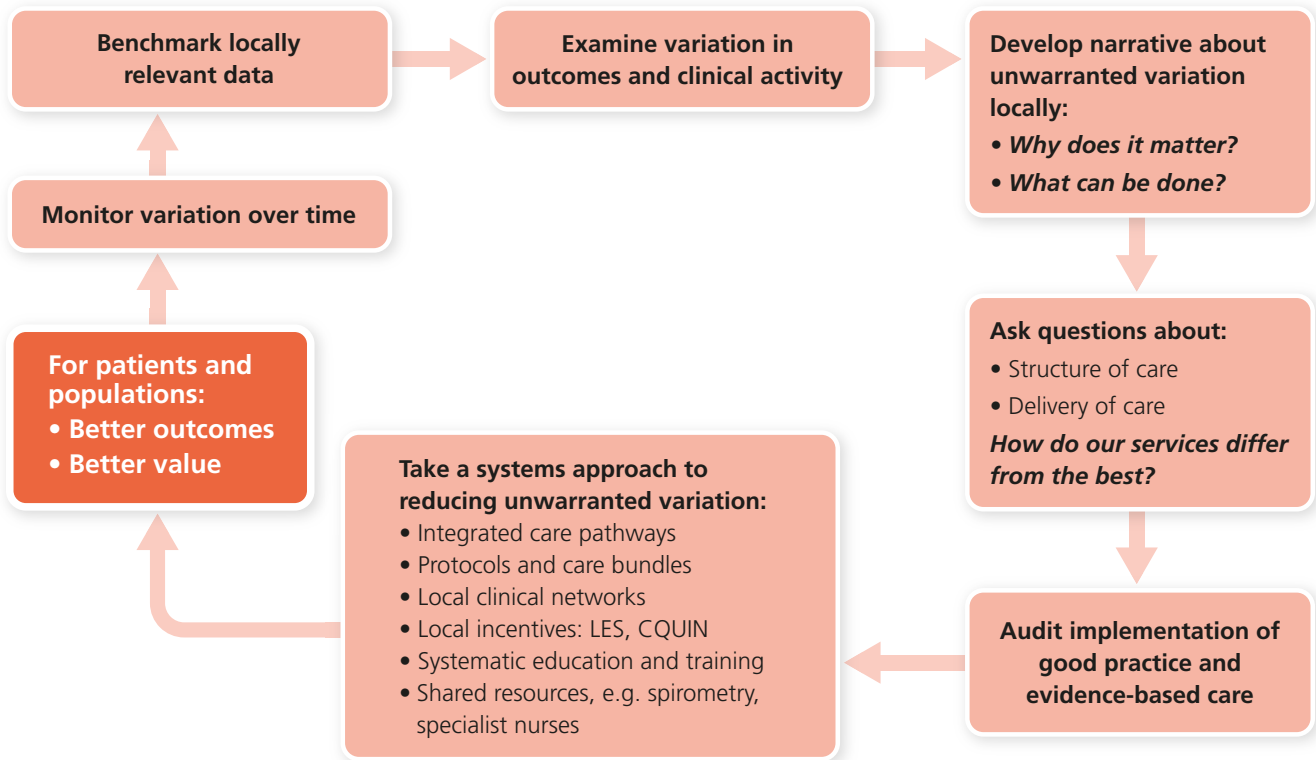 Benchmark locally
relevant data
Examine variation in
outcomes and clinical activity
Develop narrative about
unwarranted variation
locally:
• Why does it matter?
• What can be done?
Ask questions about:
• Structure of care
• Delivery of care
How do our services differ
from the best?
Audit implementation of
good practice and
evidence-based care
Take a systems approach to
reducing unwarranted variation:
• Integrated care pathways
• Protocols and care bundles
• Local clinical networks
• Local incentives: LES, CQUIN
• Systematic education and training
• Shared resources, e.g. spirometry,
specialist nurses
For patients and
populations:
• Better outcomes
• Better value
Monitor variation over time